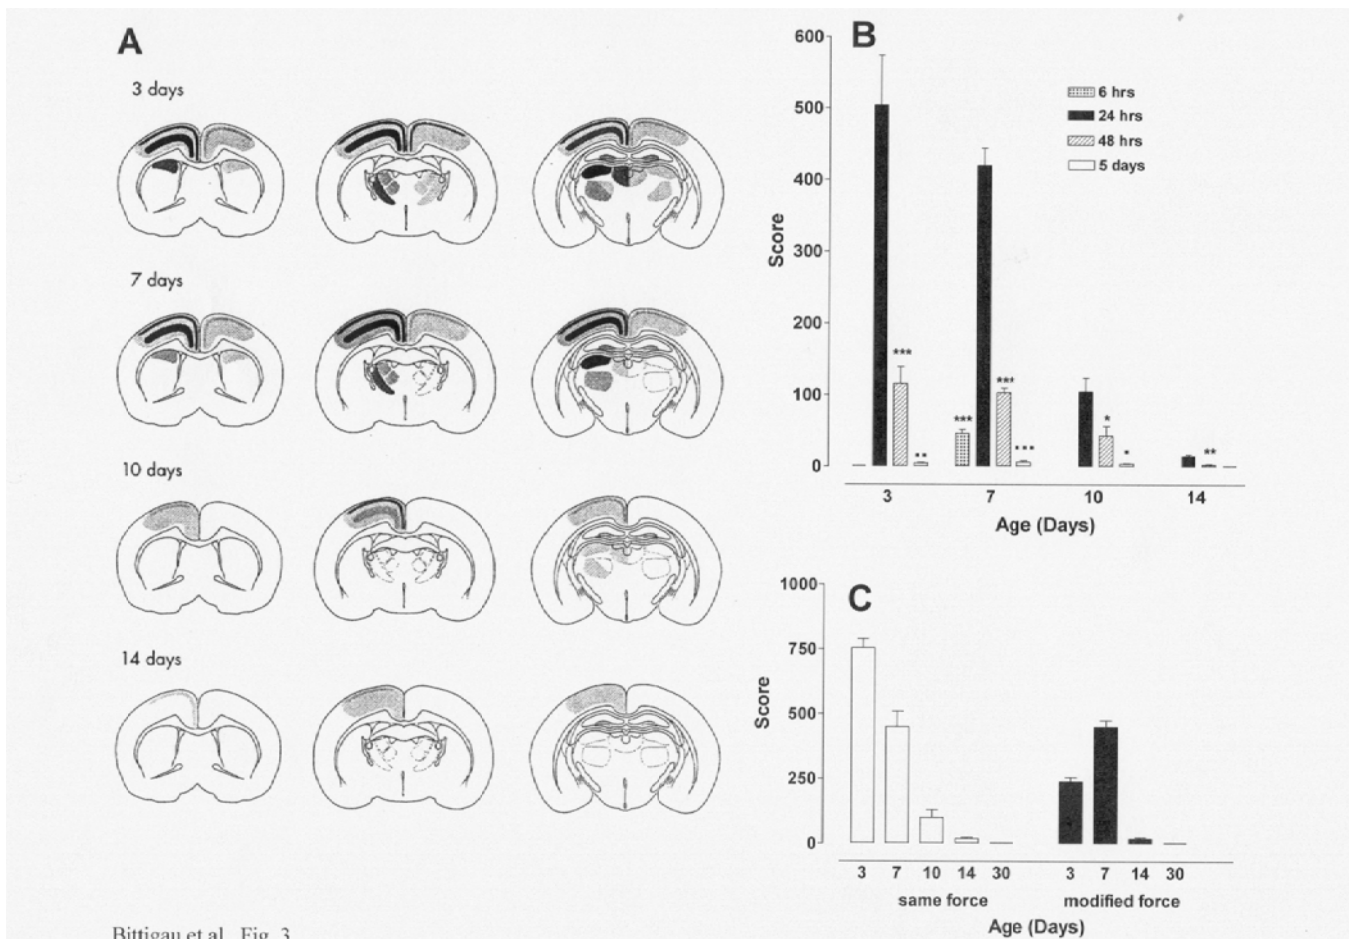 A
3 days
7 days
10 days
14 days
Bittigau et al., Fig. 3
B
600
500
400
300
200
100
0
Score
6 hrs
24 hrs
48 hrs
5 days
***
**
***
***
***
*
*
**
3 7 10 14
Age (Days)
C
1000
750
500
250
0
Score
3 7 10 14 30 3 7 14 30
same force modified force
Age (Days)